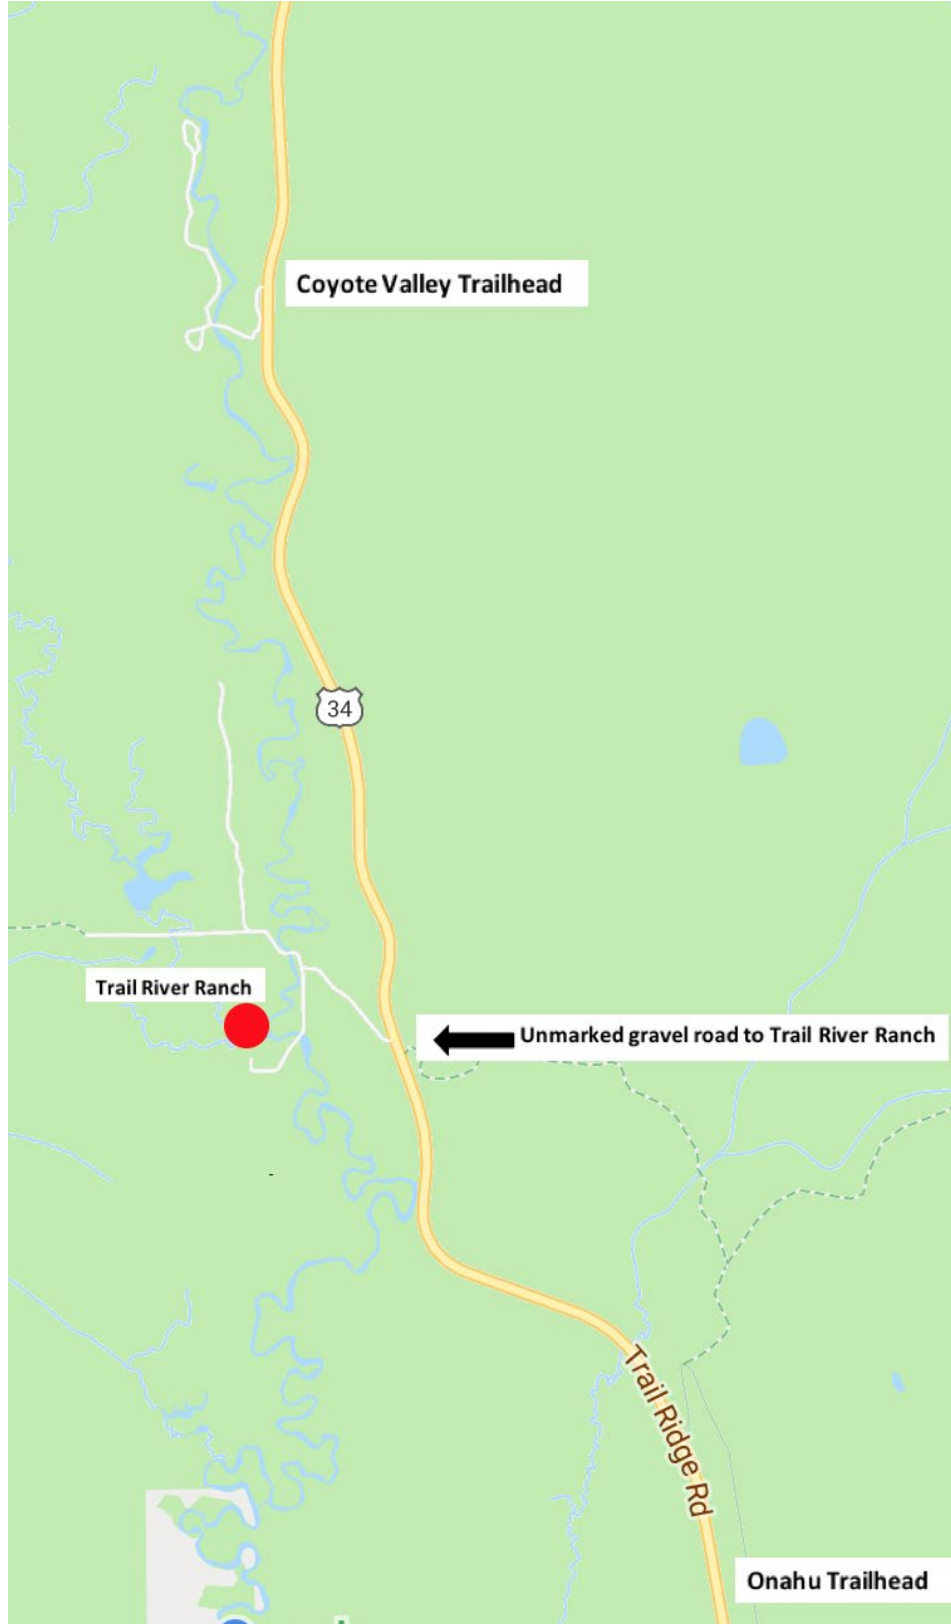 Coyote Valley Trailhead
34
Trail River Ranch
Unmarked gravel road to Trail River Ranch
Trail Ridge Rd
Onahu Trailhead